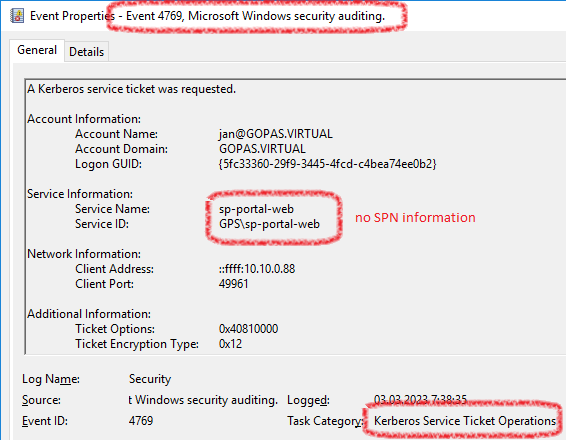 Event Properties - Event 4769, Microsoft Windows security auditing.
General Details
A Kerberos service ticket was requested.
Account Information:
Account Name: jan@GOPAS.VIRTUAL
Account Domain: GOPAS.VIRTUAL
Logon GUID: {5fc33360-29f9-3445-4fcd-c4bea74ee0b2}
Service Information:
Service Name: sp-portal-web
Service ID: GPS\sp-portal-web
no SPN information
Network Information:
Client Address: ::ffff:10.10.0.88
Client Port: 49961
Additional Information:
Ticket Options: 0x40810000
Ticket Encryption Type: 0x12
Log Name: Security
Source: t Windows security auditing. Logged: 03.03.2023 7:38:35
Event ID: 4769 Task Category: Kerberos Service Ticket Operations